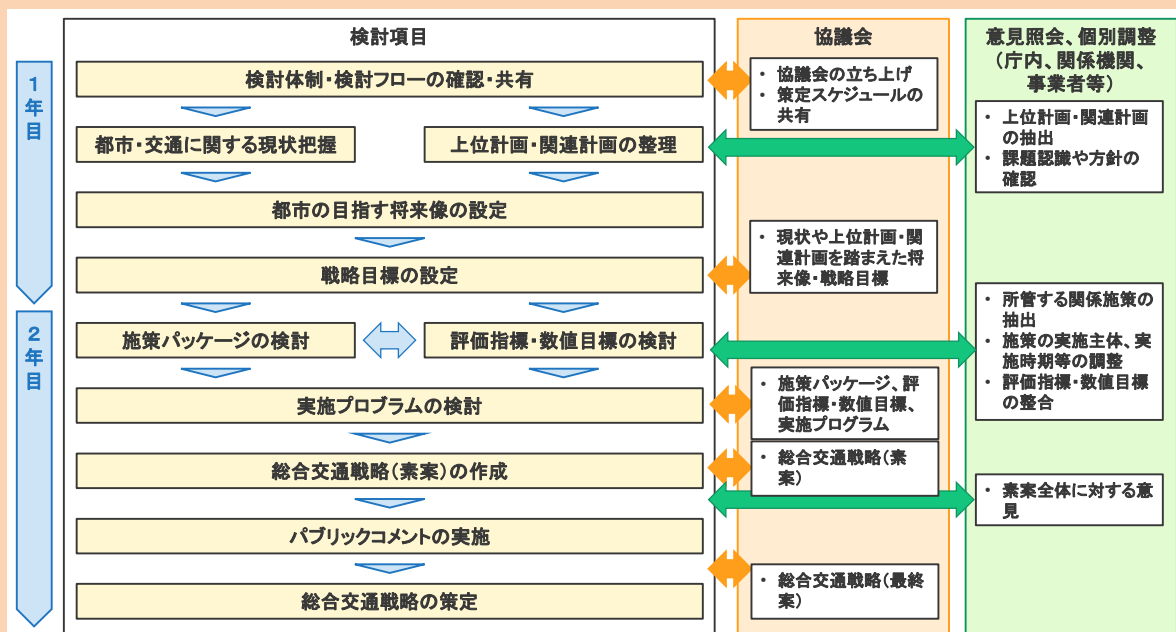 検討項目
協議会
意見照会、個別調整
(庁内、関係機関、
事業者等)
1年目
検討体制・検討フローの確認・共有
・ 協議会の立ち上げ
・ 策定スケジュールの
共有
都市・交通に関する現状把握
上位計画・関連計画の整理
・ 上位計画・関連計画
の抽出
・ 課題認識や方針の
確認
都市の目指す将来像の設定
戦略目標の設定
・ 現状や上位計画・関
連計画を踏まえた将
来像・戦略目標
2年目
施策パッケージの検討
評価指標・数値目標の検討
・ 所管する関係施策の
抽出
・ 施策の実施主体、実
施時期等の調整
・ 評価指標・数値目標
の整合
実施プロブラムの検討
・ 施策パッケージ、評
価指標・数値目標、
実施プログラム
総合交通戦略(素案)の作成
・ 総合交通戦略(素
案)
・ 素案全体に対する意
見
パブリックコメントの実施
総合交通戦略の策定
・ 総合交通戦略(最終
案)